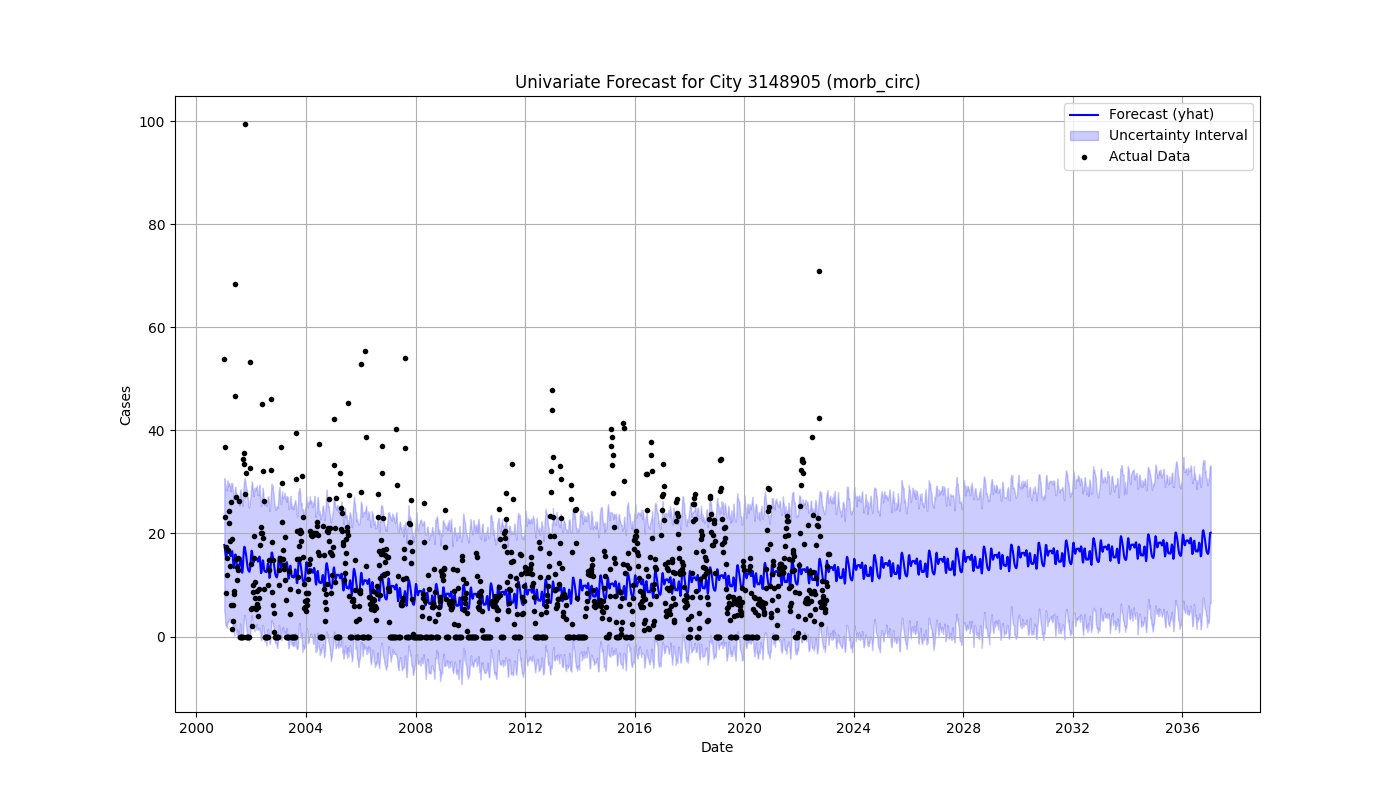 Univariate Forecast for City 3148905 (morb_circ)
Forecast (yhat)
Uncertainty Interval
Actual Data
Cases
100
80
60
40
20
0
2000 2004 2008 2012 2016 2020 2024 2028 2032 2036
Date